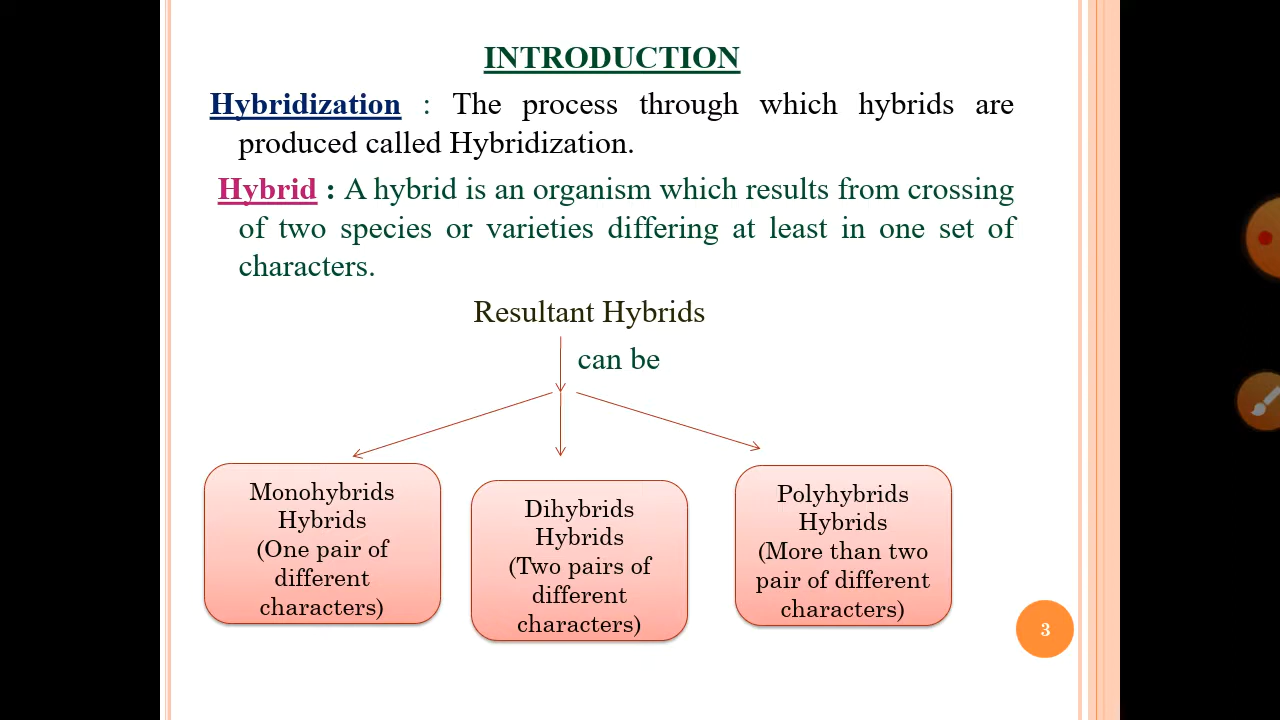 INTRODUCTION
Hybridization : The process through which hybrids are
produced called Hybridization.
Hybrid : A hybrid is an organism which results from crossing
of two species or varieties differing at least in one set of
characters.
Resultant Hybrids
can be
Monohybrids
Hybrids
(One pair of
different
characters)
Dihybrids
Hybrids
(Two pairs of
different
characters)
Polyhybrids
Hybrids
(More than two
pair of different
characters)
3